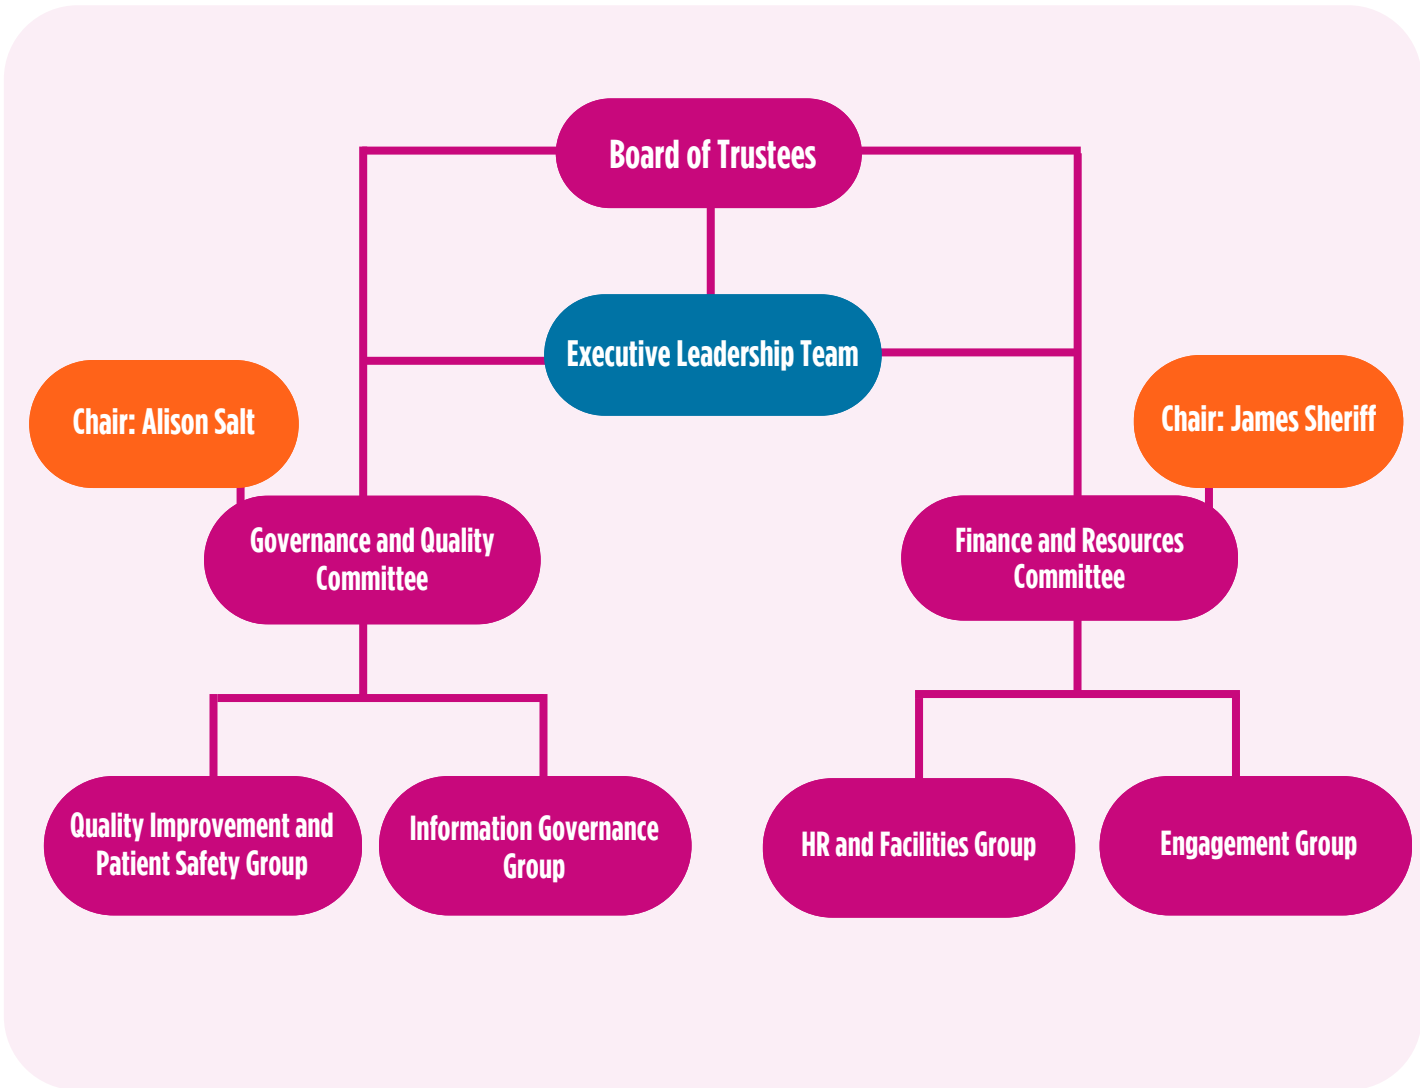 Board of Trustees
Executive Leadership Team
Chair: Alison Salt
Chair: James Sheriff
Governance and Quality
Committee
Finance and Resources
Committee
Quality Improvement and
Patient Safety Group
Information Governance
Group
HR and Facilities Group
Engagement Group